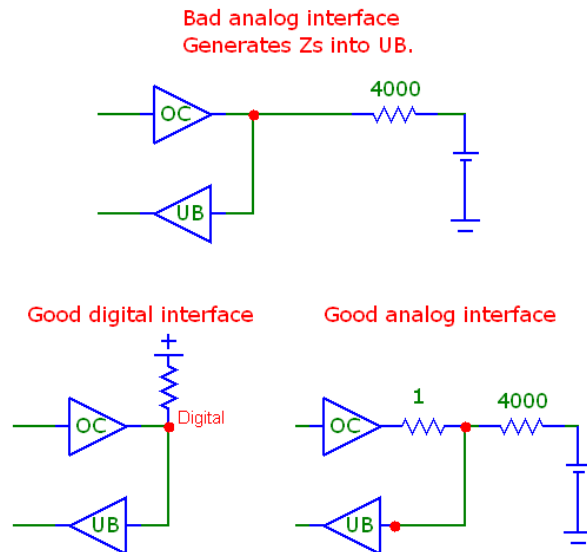 Bad analog interface
Generates Zs into UB.
4000
OC
UB
Good digital interface
Good analog interface
+
Digital
1
4000
OC
OC
UB
UB